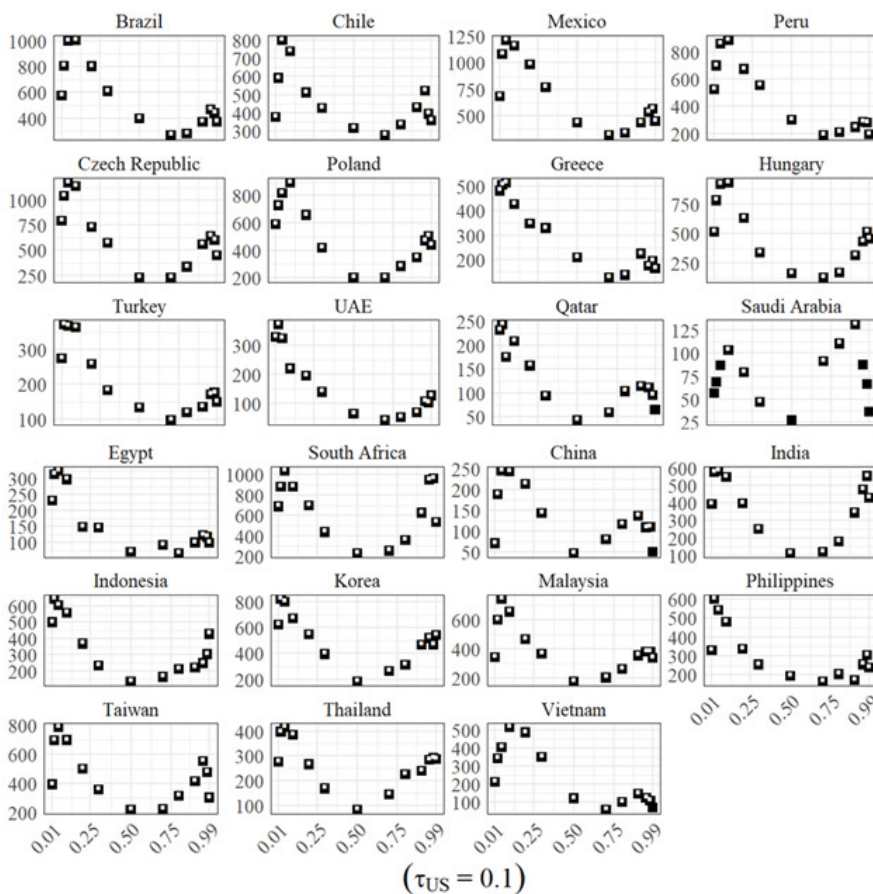 Brazil Chile Mexico Peru
1000 800 1250 800
800 700 1000 600
600 600 750 400
400 500 500 200
400
300
Czech Republic Poland Greece Hungary
1000 800 500 750
750 600 400 500
500 400 300 250
250 200 200
Turkey UAE Qatar Saudi Arabia
300 300 250 125
200 200 200 100
100 100 150 75
100 50
50 25
Egypt South Africa China India
300 1000 250 600
250 800 200 500
200 600 150 400
150 400 100 300
100 200 50 200
100
Indonesia Korea Malaysia Philippines
600 800 600 600
500 600 400 500
400 400 200 400
300 200 300
200 200
0.01 0.25 0.50 0.75 0.99
Taiwan Thailand Vietnam
800 400 500
600 300 400
400 200 300
200 100 200
100
0.01 0.25 0.50 0.75 0.99 0.01 0.25 0.50 0.75 0.99 0.01 0.25 0.50 0.75 0.99
(τUS = 0.1)